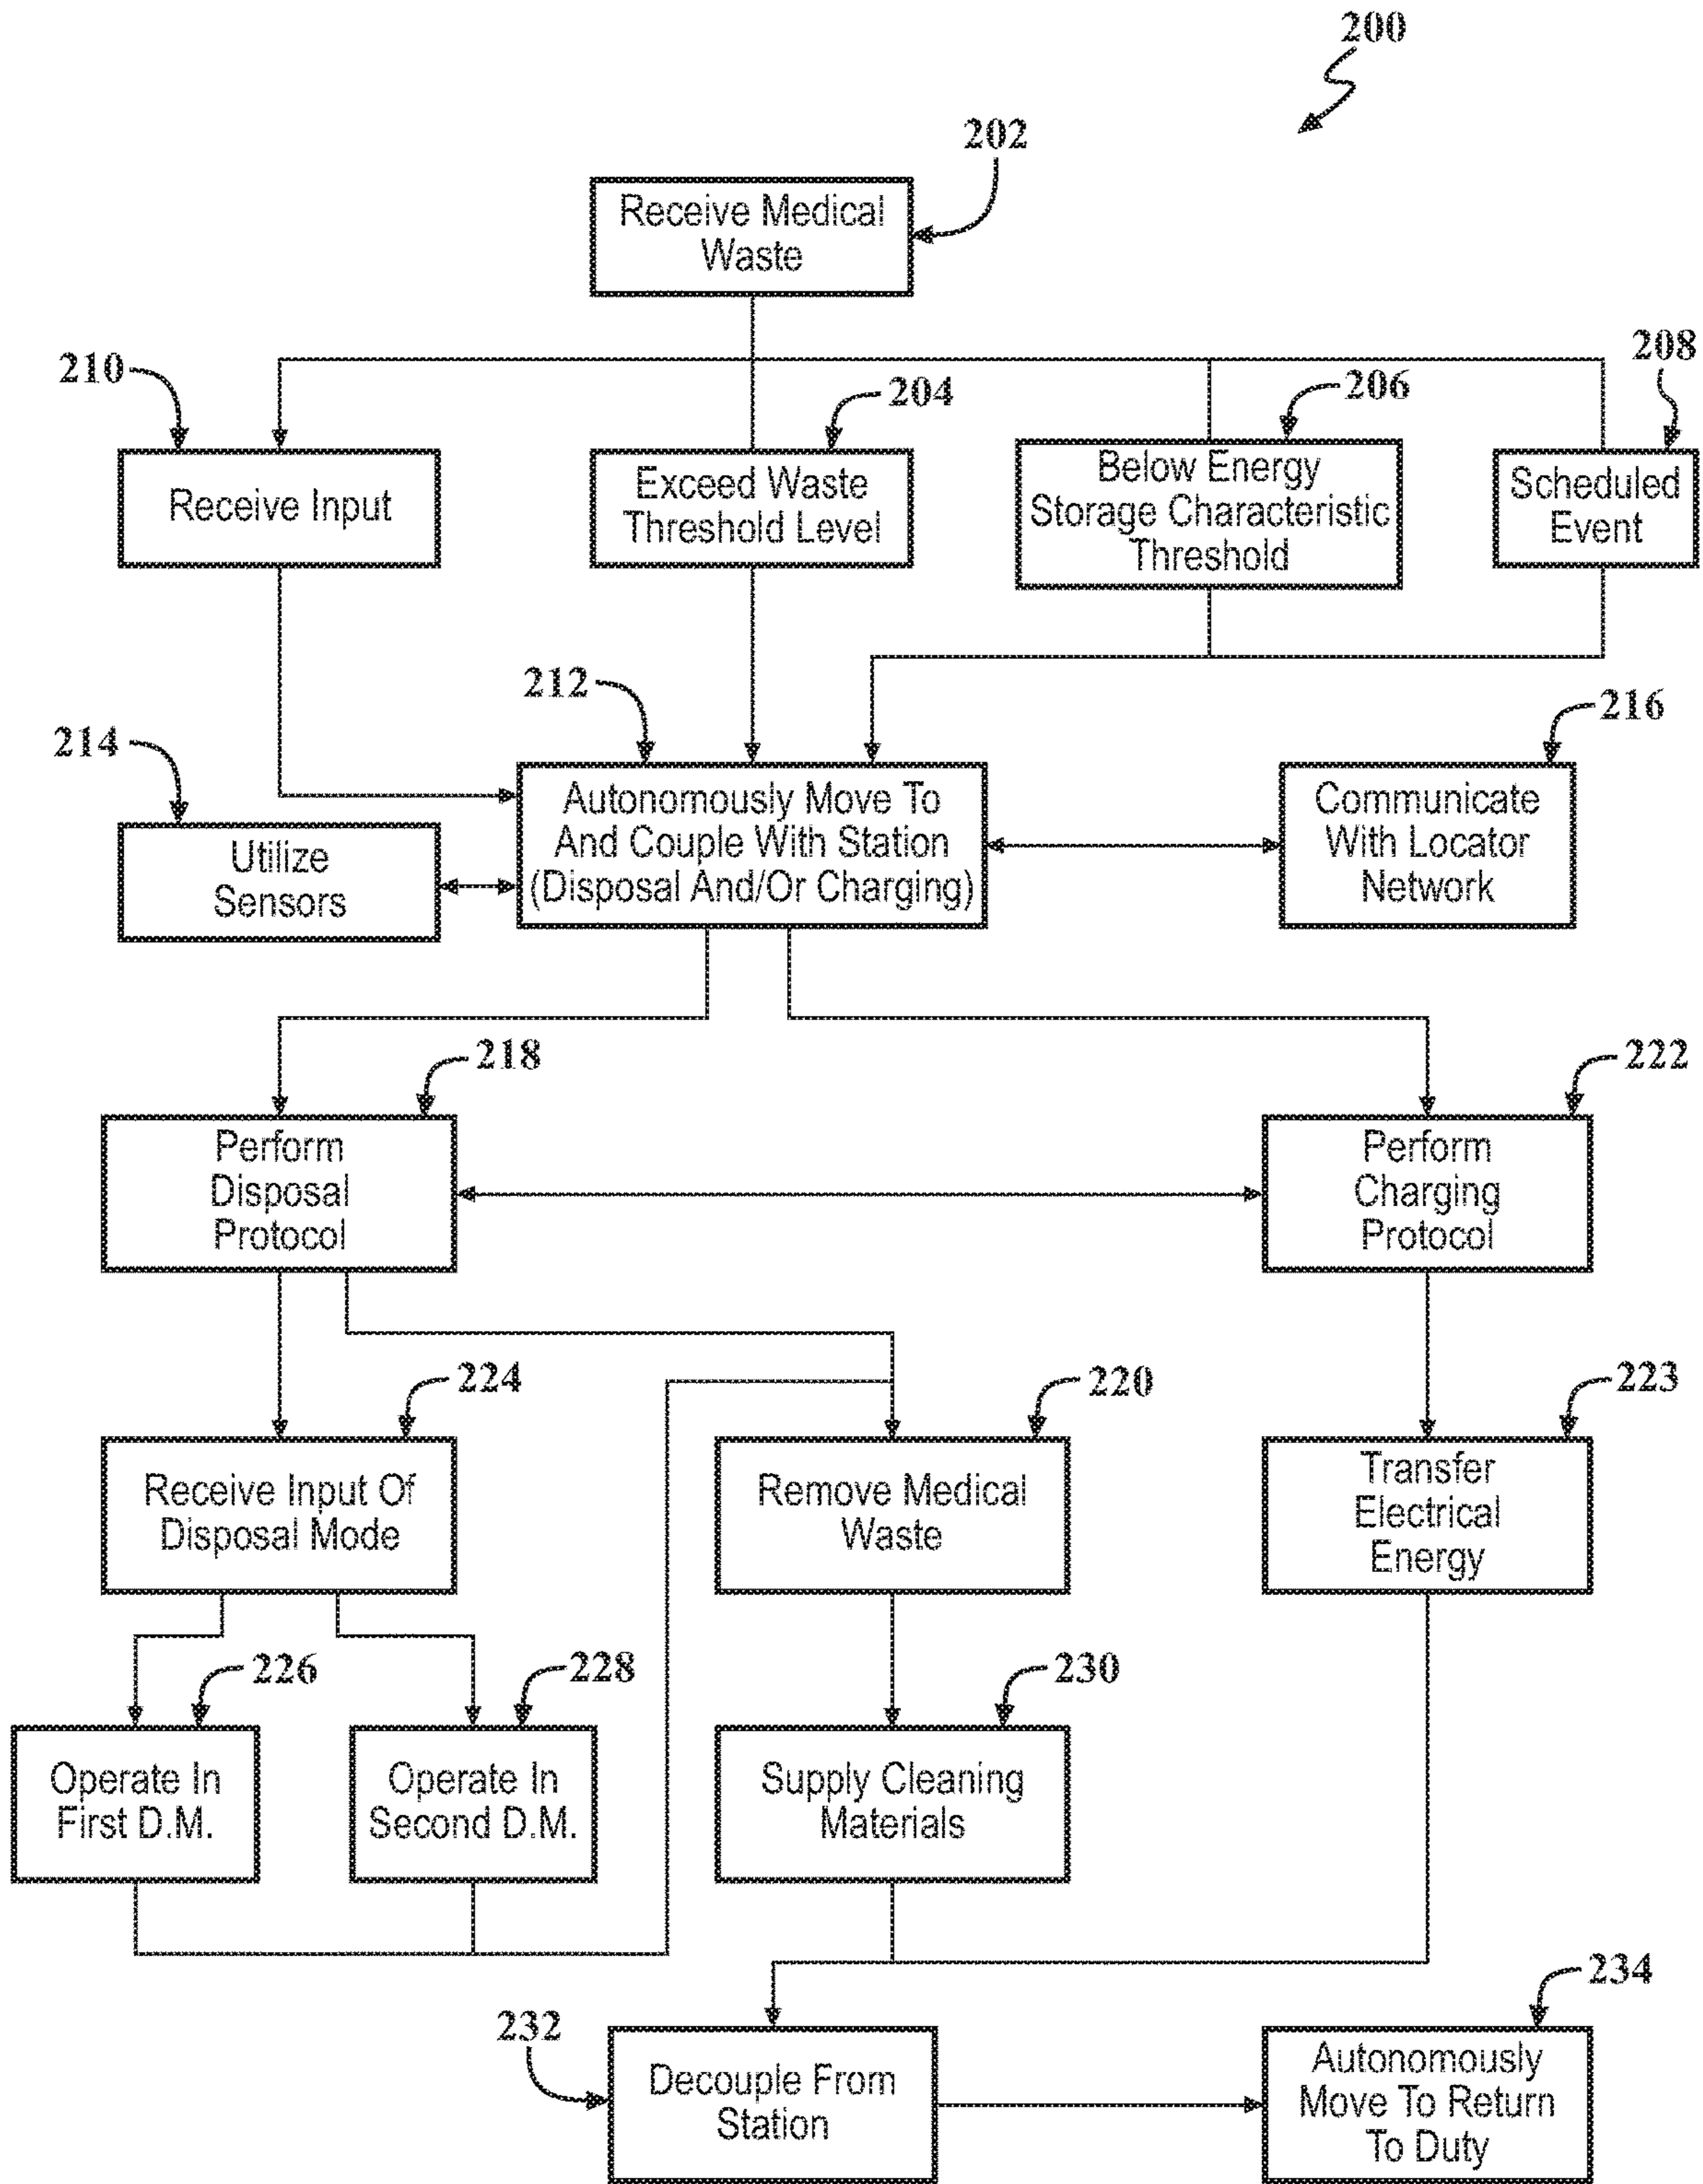 200
202
Receive Medical
Waste
210
204
206
208
Receive Input
Exceed Waste
Threshold Level
Below Energy
Storage Characteristic
Threshold
Scheduled
Event
212
214
216
Utilize
Sensors
Autonomously Move To
And Couple With Station
(Disposal And/Or Charging)
Communicate
With Locator
Network
218
222
Perform
Disposal
Protocol
Perform
Charging
Protocol
224
220
223
Receive Input Of
Disposal Mode
Remove Medical
Waste
Transfer
Electrical
Energy
226
228
230
Operate In
First D.M.
Operate In
Second D.M.
Supply Cleaning
Materials
232
234
Decouple From
Station
Autonomously
Move To Return
To Duty